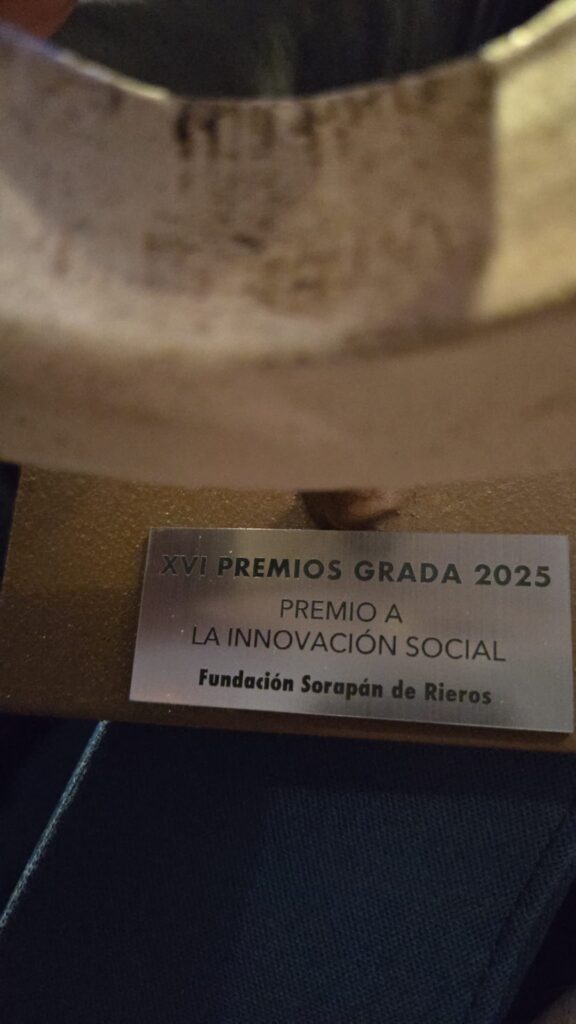 XVI PREMIOS GRADA 2025
PREMIO A
LA INNOVACIÓN SOCIAL
Fundación Sorapán de Rieros